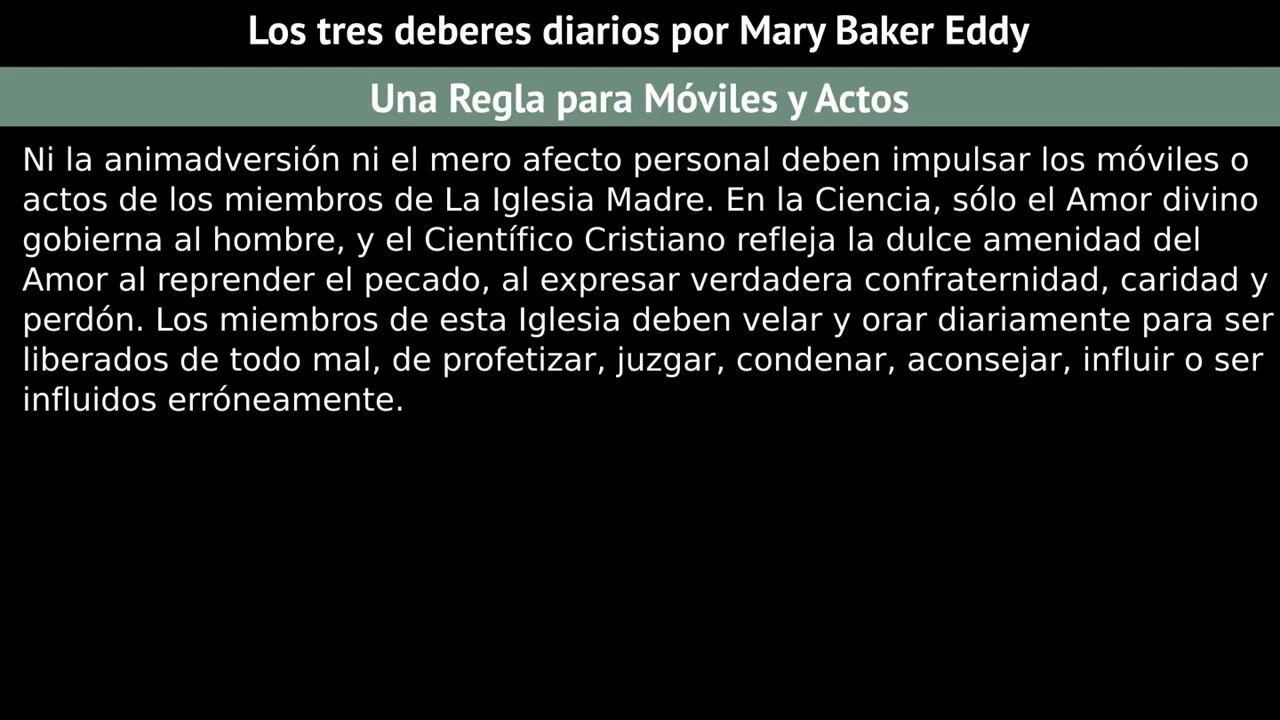 Los tres deberes diarios por Mary Baker Eddy
Una Regla para Móviles y Actos
Ni la animadversión ni el mero afecto personal deben impulsar los móviles o
actos de los miembros de La Iglesia Madre. En la Ciencia, sólo el Amor divino
gobierna al hombre, y el Científico Cristiano refleja la dulce amenidad del
Amor al reprender el pecado, al expresar verdadera confraternidad, caridad y
perdón. Los miembros de esta Iglesia deben velar y orar diariamente para ser
liberados de todo mal, de profetizar, juzgar, condenar, aconsejar, influir o ser
influidos erróneamente.